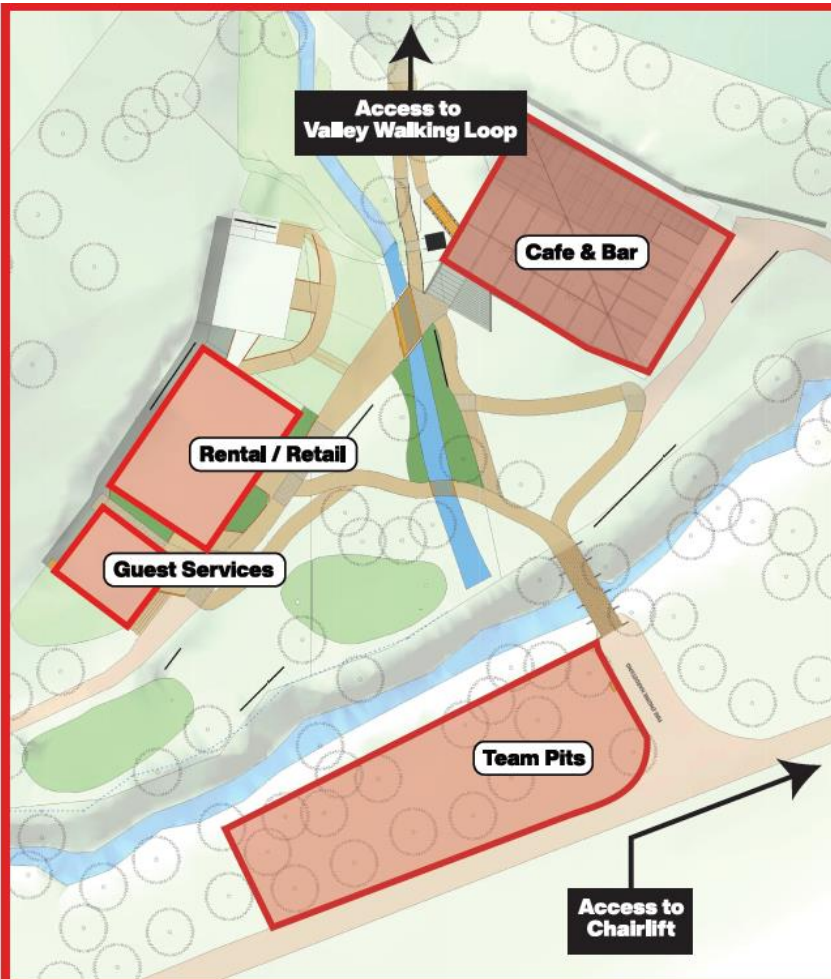 Access to
Valley Walking Loop
Cafe & Bar
Rental / Retail
Guest Services
Team Pits
Access to
Chairlift